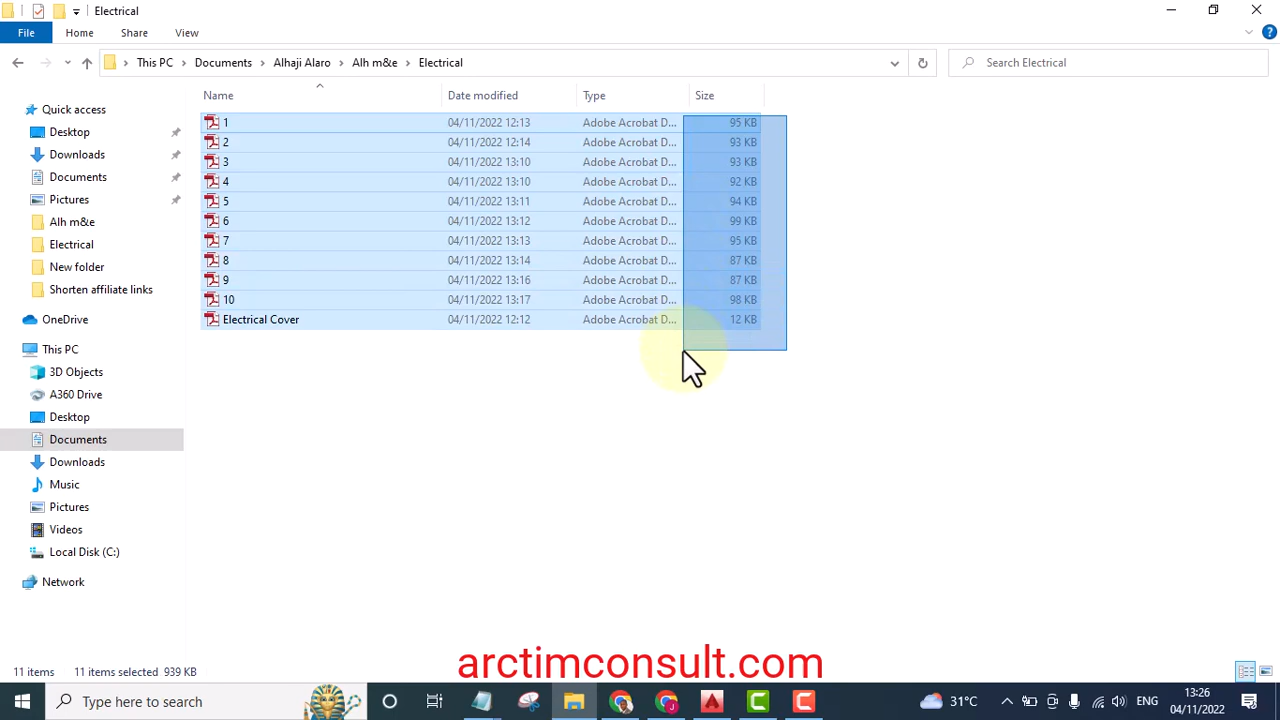 Electrical
File Home Share View
This PC Documents Alhaji Alaro Alh m&e Electrical Search Electrical
Name Date modified Type Size
Quick access
Desktop
Downloads
Documents
Pictures
Alh m&e
Electrical
New folder
Shorten affiliate links
OneDrive
This PC
3D Objects
A360 Drive
Desktop
Documents
Downloads
Music
Pictures
Videos
Local Disk (C:)
Network
1 04/11/2022 12:13 Adobe Acrobat D... 95 KB
2 04/11/2022 12:14 Adobe Acrobat D... 93 KB
3 04/11/2022 13:10 Adobe Acrobat D... 93 KB
4 04/11/2022 13:10 Adobe Acrobat D... 92 KB
5 04/11/2022 13:11 Adobe Acrobat D... 94 KB
6 04/11/2022 13:12 Adobe Acrobat D... 99 KB
7 04/11/2022 13:13 Adobe Acrobat D... 95 KB
8 04/11/2022 13:14 Adobe Acrobat D... 87 KB
9 04/11/2022 13:16 Adobe Acrobat D... 87 KB
10 04/11/2022 13:17 Adobe Acrobat D... 98 KB
Electrical Cover 04/11/2022 12:12 Adobe Acrobat D... 12 KB
11 items 11 items selected 939 KB
arctimconsult.com
Type here to search 31°C ENG 13:26
04/11/2022